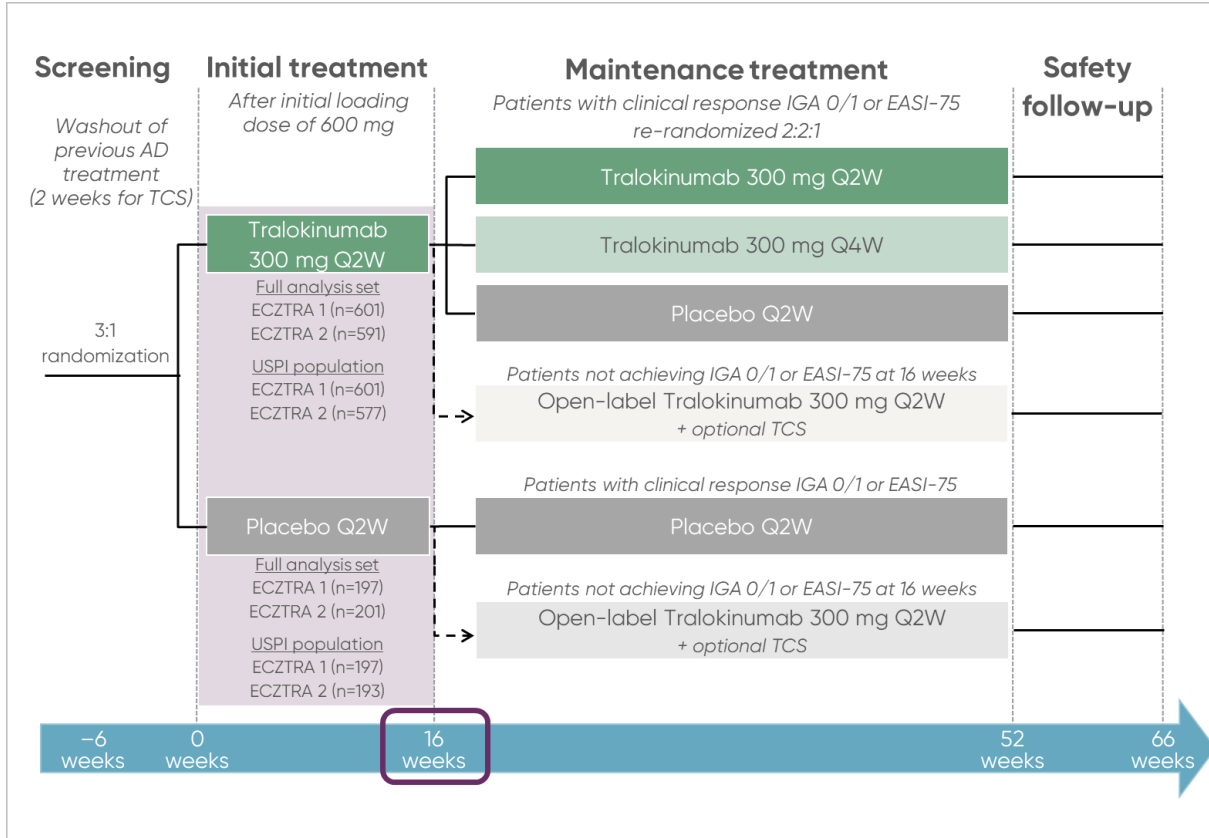 Screening
Washout of
previous AD
treatment
(2 weeks for TCS)
3:1
randomization
Initial treatment
After initial loading
dose of 600 mg
Tralokinumab
300 mg Q2W
Full analysis set
ECZTRA 1 (n=601)
ECZTRA 2 (n=591)
USPI population
ECZTRA 1 (n=601)
ECZTRA 2 (n=577)
Placebo Q2W
Full analysis set
ECZTRA 1 (n=197)
ECZTRA 2 (n=201)
USPI population
ECZTRA 1 (n=197)
ECZTRA 2 (n=193)
Maintenance treatment
Patients with clinical response IGA 0/1 or EASI-75
re-randomized 2:2:1
Tralokinumab 300 mg Q2W
Tralokinumab 300 mg Q4W
Placebo Q2W
Patients not achieving IGA 0/1 or EASI-75 at 16 weeks
Open-label Tralokinumab 300 mg Q2W
+ optional TCS
Patients with clinical response IGA 0/1 or EASI-75
Placebo Q2W
Patients not achieving IGA 0/1 or EASI-75 at 16 weeks
Open-label Tralokinumab 300 mg Q2W
+ optional TCS
Safety
follow-up
–6
weeks
0
weeks
16
weeks
52
weeks
66
weeks